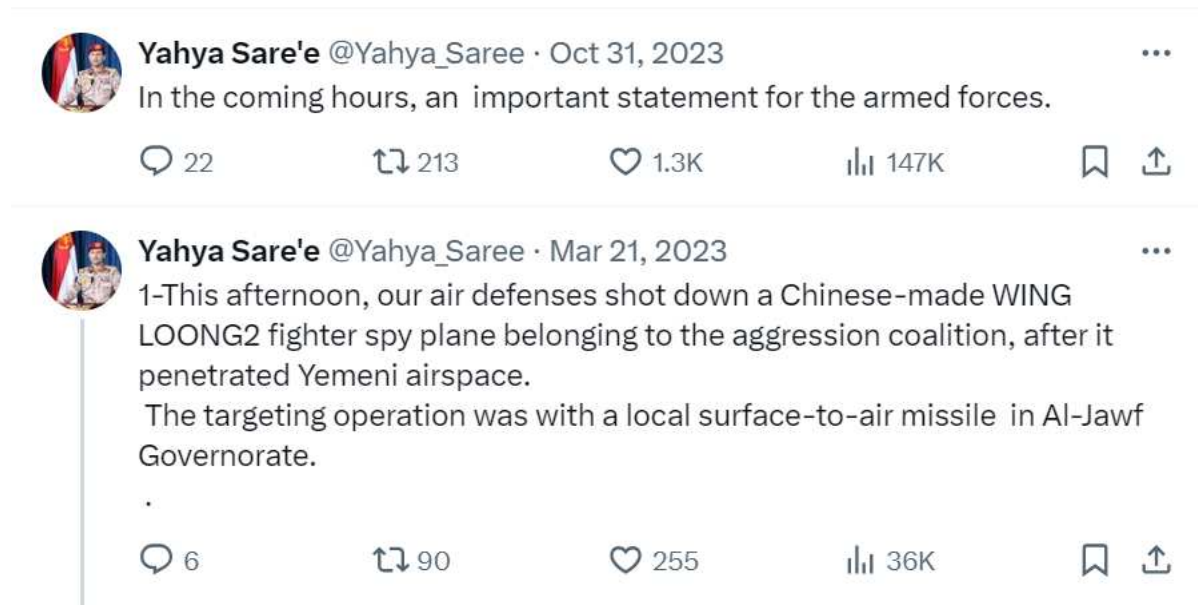 Yahya Sare'e @Yahya_Saree · Oct 31, 2023
In the coming hours, an  important statement for the armed forces.
22 213 1.3K 147K
Yahya Sare'e @Yahya_Saree · Mar 21, 2023
1-This afternoon, our air defenses shot down a Chinese-made WING
LOONG2 fighter spy plane belonging to the aggression coalition, after it
penetrated Yemeni airspace.
The targeting operation was with a local surface-to-air missile  in Al-Jawf
Governorate.
.
6 90 255 36K